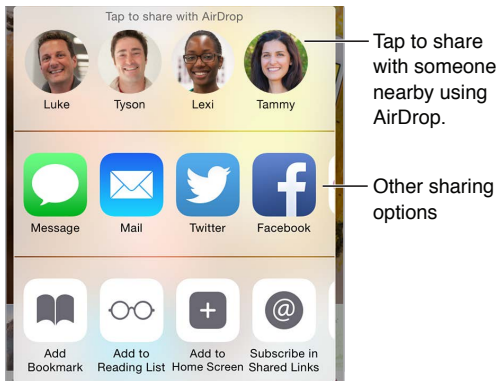 Tap to share with AirDrop
Luke
Tyson
Lexi
Tammy
Tap to share
with someone
nearby using
AirDrop.
Message
Mail
Twitter
Facebook
Other sharing
options
Add
Bookmark
Add to
Reading List
Add to
Home Screen
Subscribe in
Shared Links